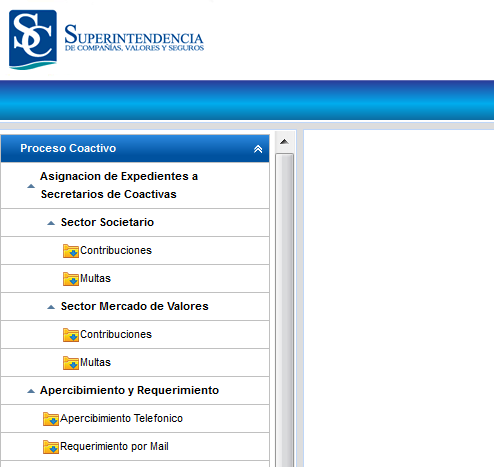 SC SUPERINTENDENCIA
DE COMPAÑÍAS, VALORES Y SEGUROS
Proceso Coactivo
Asignacion de Expedientes a
Secretarios de Coactivas
Sector Societario
Contribuciones
Multas
Sector Mercado de Valores
Contribuciones
Multas
Apercibimiento y Requerimiento
Apercibimiento Telefonico
Requerimiento por Mail